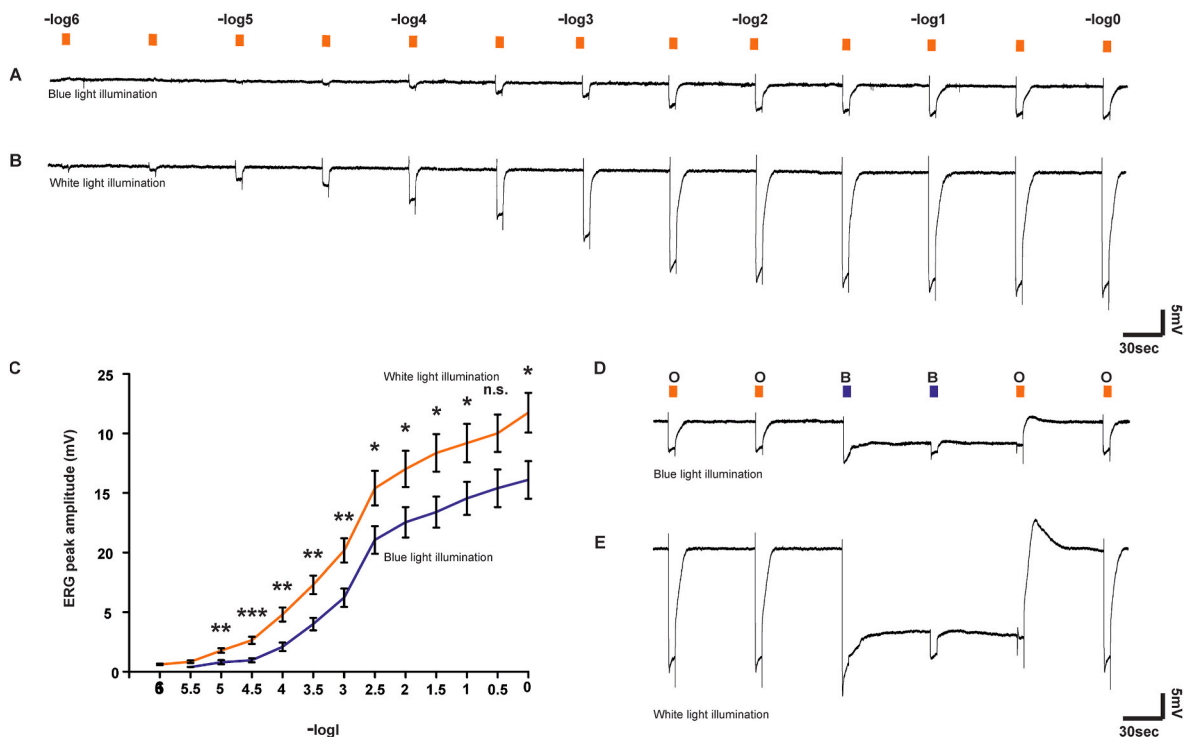 -log6 -log5 -log4 -log3 -log2 -log1 -log0
A
Blue light illumination
B
White light illumination
5mV
30sec
C
ERG peak amplitude (mV)
25
10
15
20
5
0
White light illumination
Blue light illumination
** *** ** ** ** * * * * n.s. *
6 5.5 5 4.5 4 3.5 3 2.5 2 1.5 1 0.5 0
-logI
D
O O B B O O
Blue light illumination
E
White light illumination
5mV
30sec